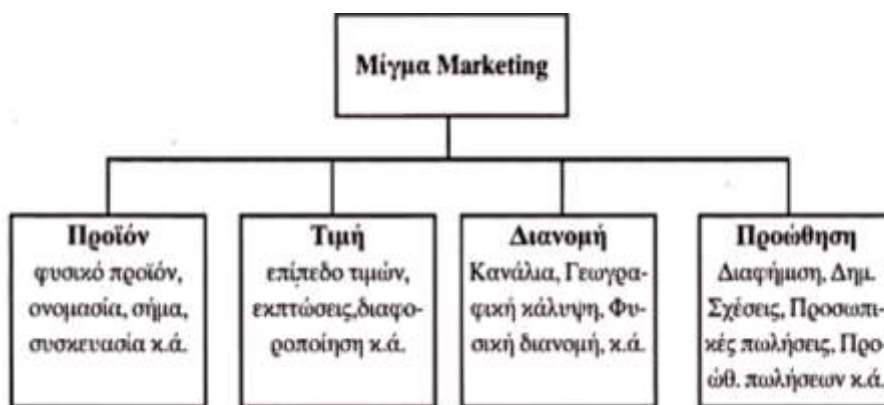 Μίγμα Marketing
Προϊόν
φυσικό προϊόν,
ονομασία, σήμα,
συσκευασία κ.ά.
Τιμή
επίπεδο τιμών,
εκπτώσεις,διαφο-
ροποίηση κ.ά.
Διανομή
Κανάλια, Γεωγρα-
φική κάλυψη, Φυ-
σική διανομή, κ.ά.
Προώθηση
Διαφήμιση, Δημ.
Σχέσεις, Προσωπι-
κές πωλήσεις, Προ-
ώθ. πωλήσεων κ.ά.